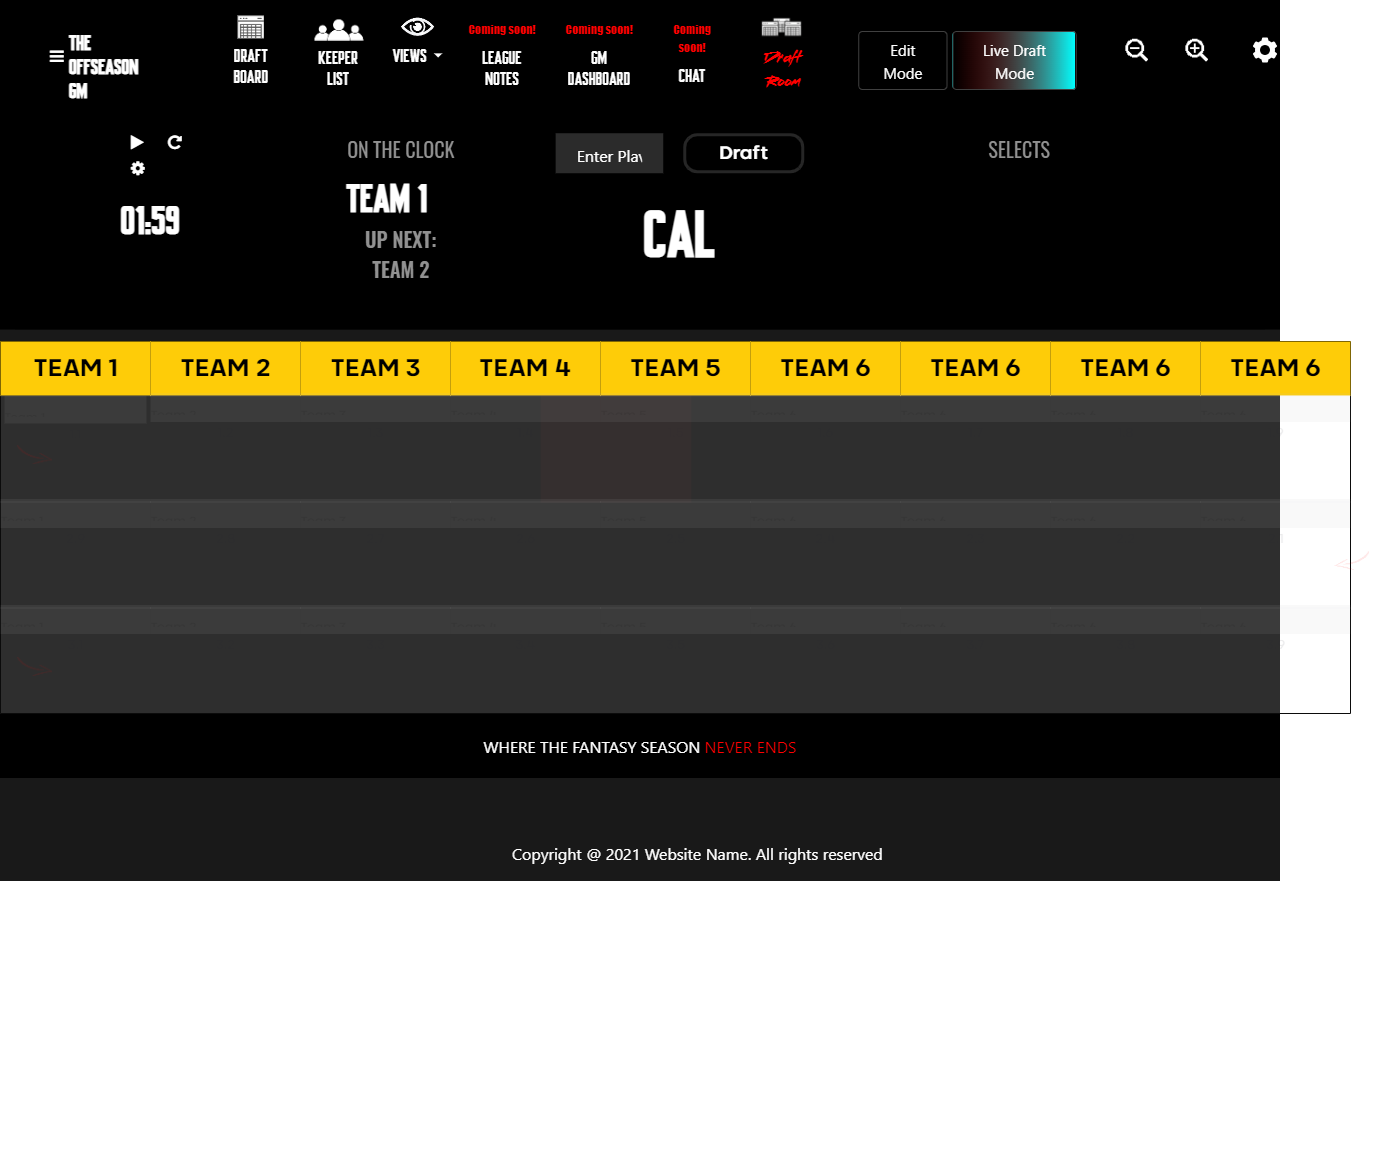 THE
OFFSEASON
GM
DRAFT
BOARD
KEEPER
LIST
VIEWS
Coming soon!
LEAGUE
NOTES
Coming soon!
GM
DASHBOARD
Coming
soon!
CHAT
Draft
Room
Edit
Mode
Live Draft
Mode
01:59
ON THE CLOCK
TEAM 1
UP NEXT:
TEAM 2
Enter Play
Draft
CAL
SELECTS
TEAM 1 TEAM 2 TEAM 3 TEAM 4 TEAM 5 TEAM 6 TEAM 6 TEAM 6 TEAM 6
WHERE THE FANTASY SEASON NEVER ENDS
Copyright @ 2021 Website Name. All rights reserved